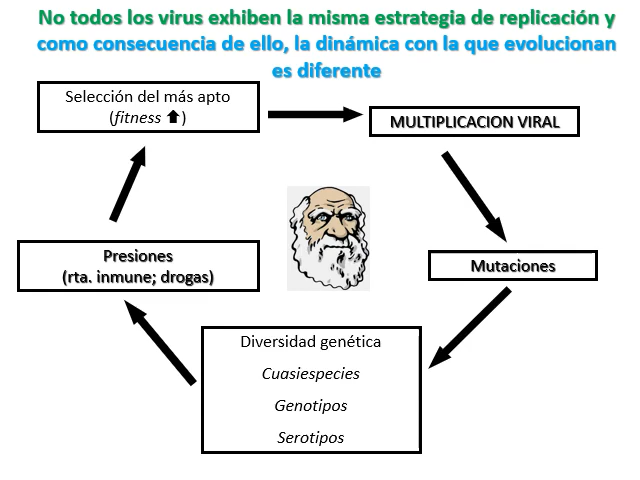 No todos los virus exhiben la misma estrategia de replicación y
como consecuencia de ello, la dinámica con la que evolucionan
es diferente
Selección del más apto
(fitness ⬆)
MULTIPLICACION VIRAL
Presiones
(rta. inmune; drogas)
Mutaciones
Diversidad genética
Cuasiespecies
Genotipos
Serotipos